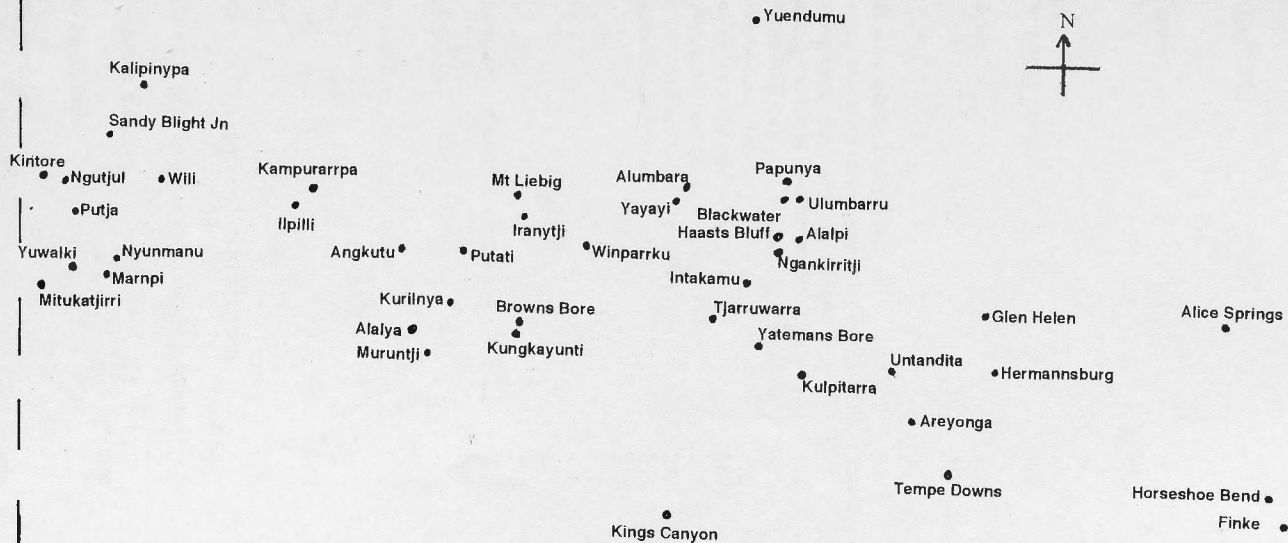 Yuendumu
N
Kalipinypa
Sandy Blight Jn
Kintore
Ngutjul
Wili
Kampurarrpa
Mt Liebig
Alumbara
Papunya
Putja
Ilpilli
Iranytji
Yayayi
Blackwater
Ulumbarru
Haasts Bluff
Alalpi
Yuwalki
Nyunmanu
Angkutu
Putati
Winparrku
Ngankirritji
Marnpi
Mitukatjirri
Intakamu
Kurilnya
Browns Bore
Tjarruwarra
Glen Helen
Alice Springs
Alalya
Kungkayunti
Yatemans Bore
Muruntji
Untandita
Hermannsburg
Kulpitarra
Areyonga
Tempe Downs
Horseshoe Bend
Kings Canyon
Finke